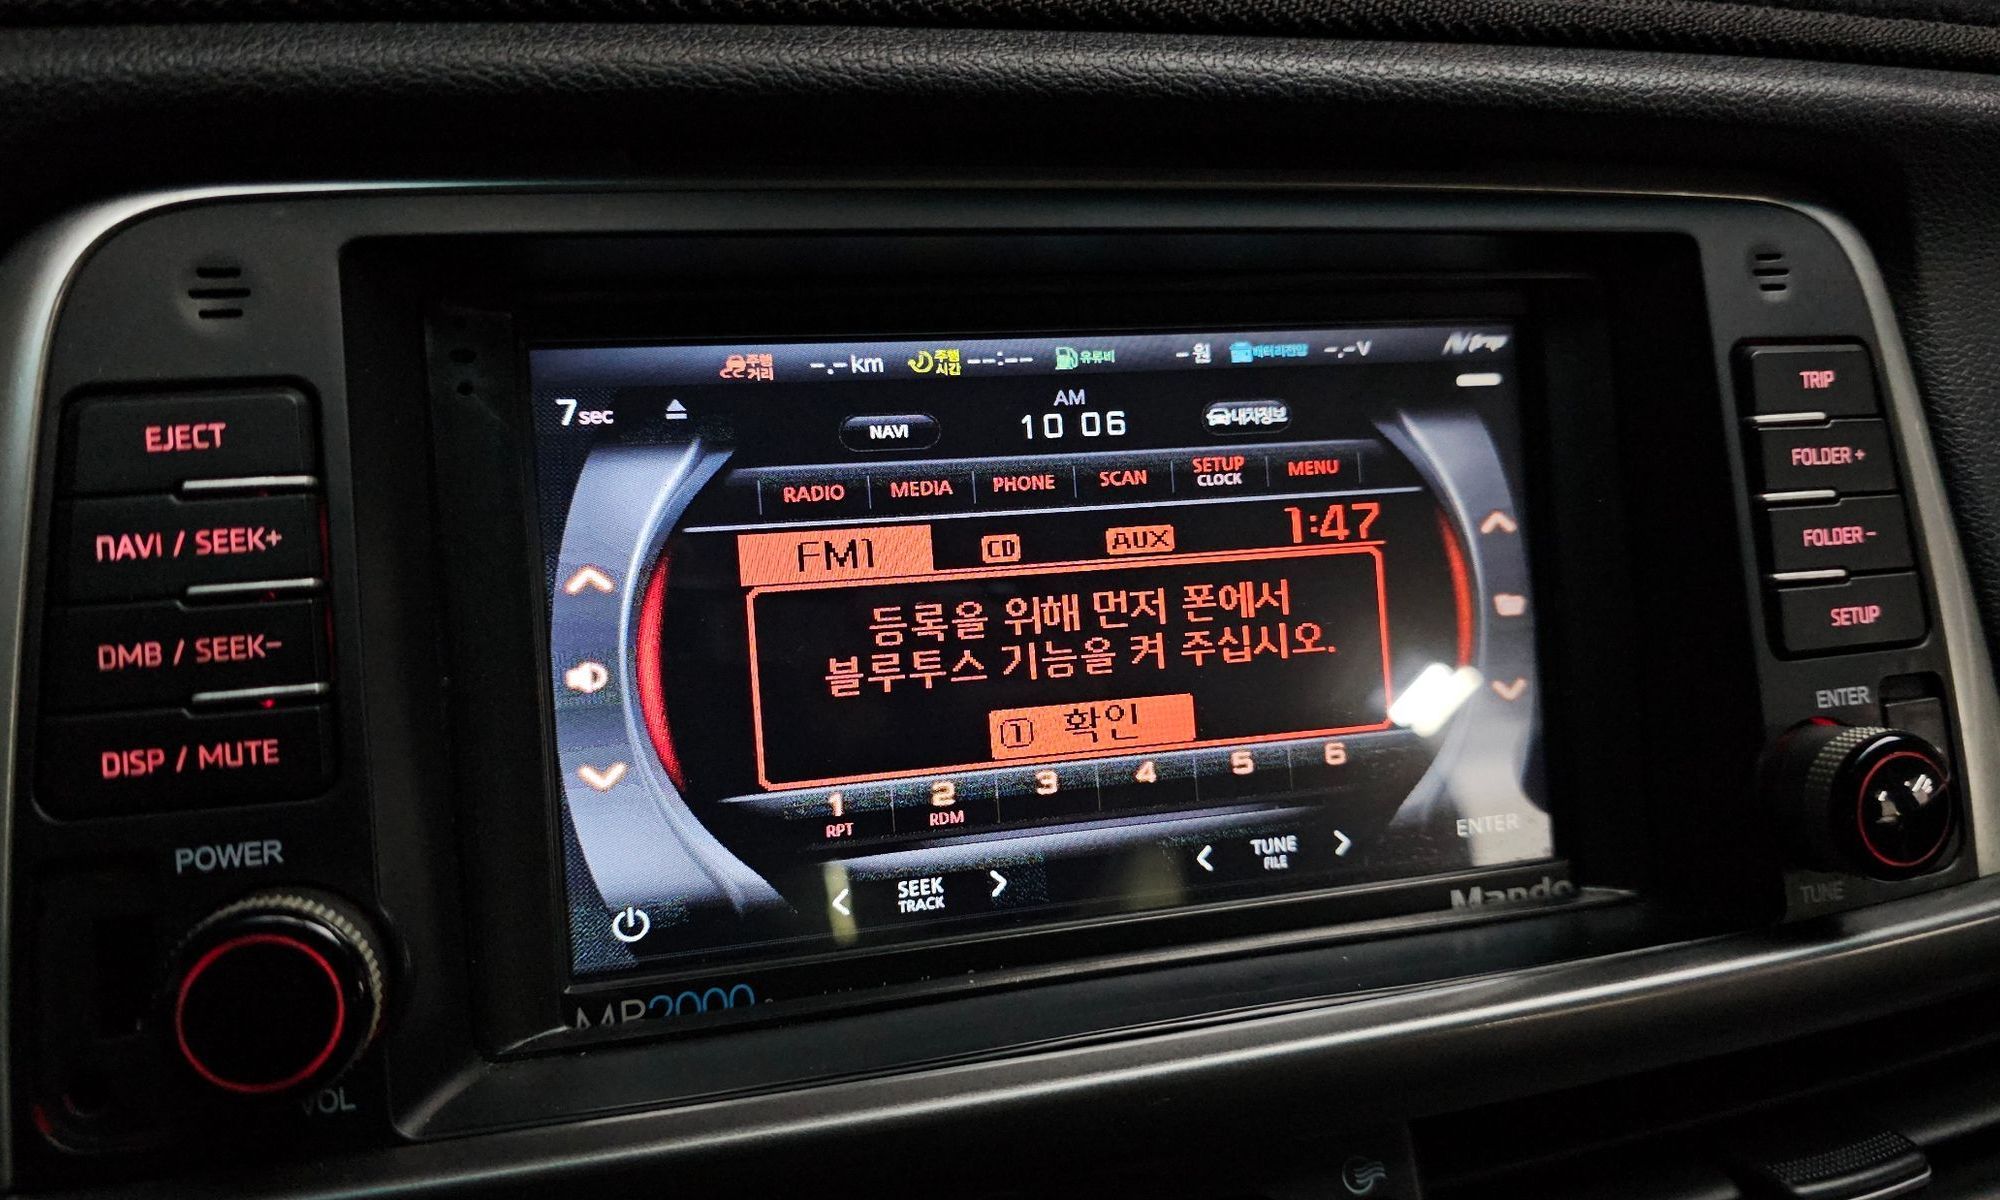 주행거리 -.-km 주행시간 --:-- 유류비 -원 배터리전압 -.-V
7 sec
AM
NAVI 10 06 내차정보
RADIO MEDIA PHONE SCAN SETUP CLOCK MENU
FM1 CD AUX 1:47
등록을 위해 먼저 폰에서
블루투스 기능을 켜 주십시오.
① 확인
1 2 3 4 5 6
RPT RDM
SEEK TRACK
TUNE FILE
ENTER
Mando
EJECT
NAVI / SEEK+
DMB / SEEK-
DISP / MUTE
POWER
VOL
TRIP
FOLDER +
FOLDER -
SETUP
ENTER
TUNE